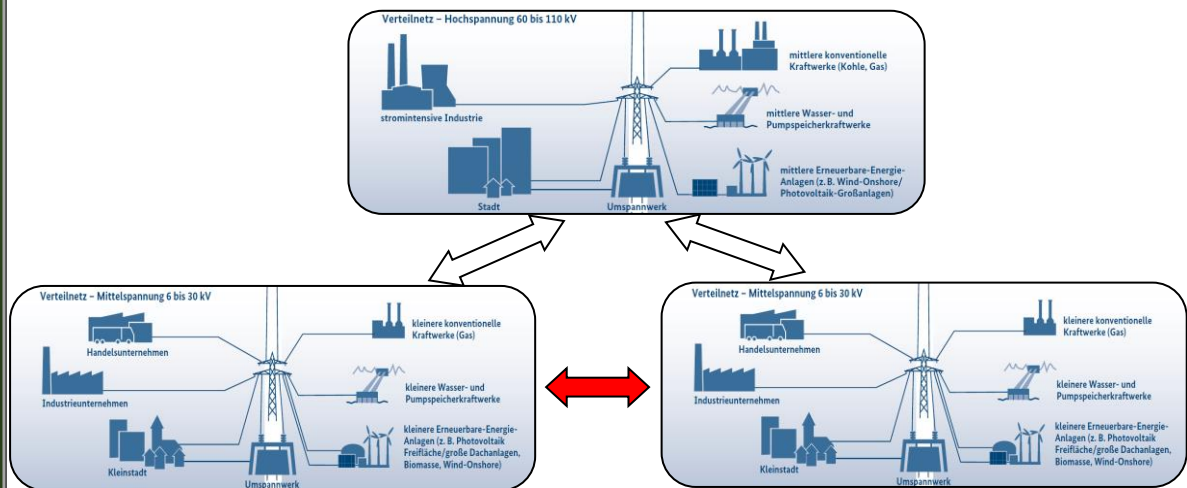 Verteilnetz – Hochspannung 60 bis 110 kV
stromintensive Industrie
Stadt
Umspannwerk
mittlere konventionelle
Kraftwerke (Kohle, Gas)
mittlere Wasser- und
Pumpspeicherkraftwerke
mittlere Erneuerbare-Energie-
Anlagen (z. B. Wind-Onshore/
Photovoltaik-Großanlagen)
Verteilnetz – Mittelspannung 6 bis 30 kV
Handelsunternehmen
Industrieunternehmen
Kleinstadt
Umspannwerk
kleinere konventionelle
Kraftwerke (Gas)
kleinere Wasser- und
Pumpspeicherkraftwerke
kleinere Erneuerbare-Energie-
Anlagen (z. B. Photovoltaik
Freifläche/große Dachanlagen,
Biomasse, Wind-Onshore)
Verteilnetz – Mittelspannung 6 bis 30 kV
Handelsunternehmen
Industrieunternehmen
Kleinstadt
Umspannwerk
kleinere konventionelle
Kraftwerke (Gas)
kleinere Wasser- und
Pumpspeicherkraftwerke
kleinere Erneuerbare-Energie-
Anlagen (z. B. Photovoltaik
Freifläche/große Dachanlagen,
Biomasse, Wind-Onshore)